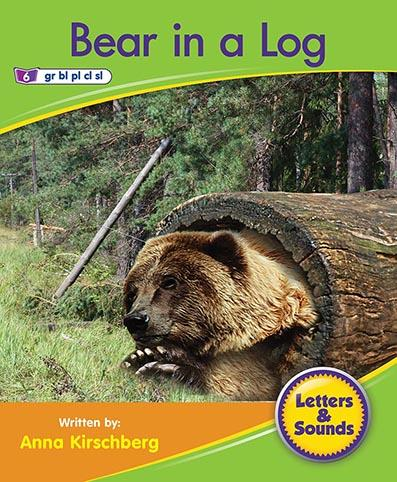 Bear in a Log
6 gr bl pl cl sl
Letters
&
Sounds
Written by:
Anna Kirschberg